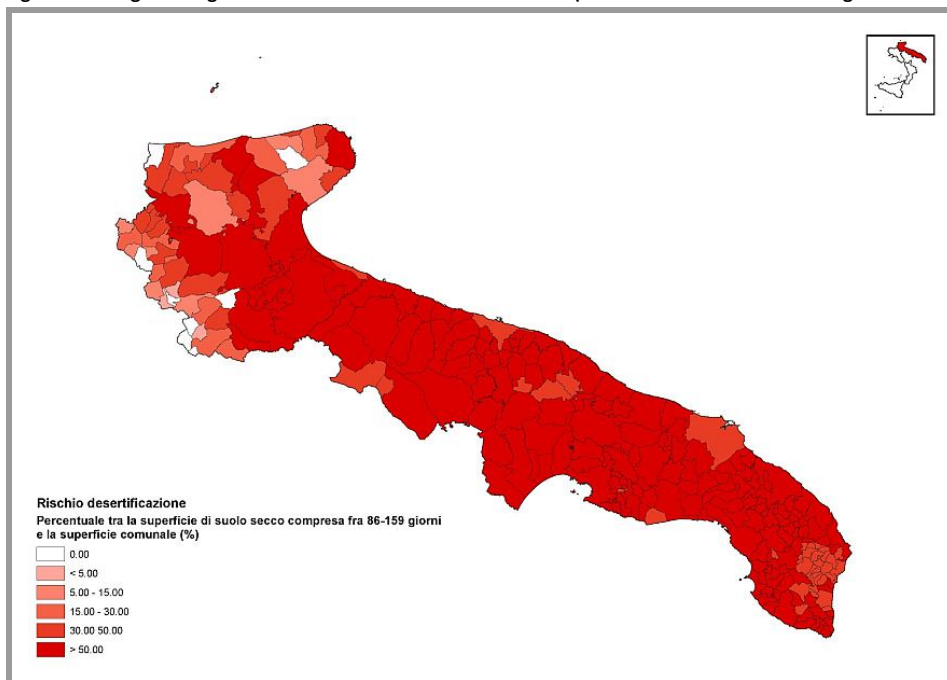 Rischio desertificazione
Percentuale tra la superficie di suolo secco compresa fra 86-159 giorni
e la superficie comunale (%)
0.00
< 5.00
5.00 - 15.00
15.00 - 30.00
30.00 50.00
> 50.00